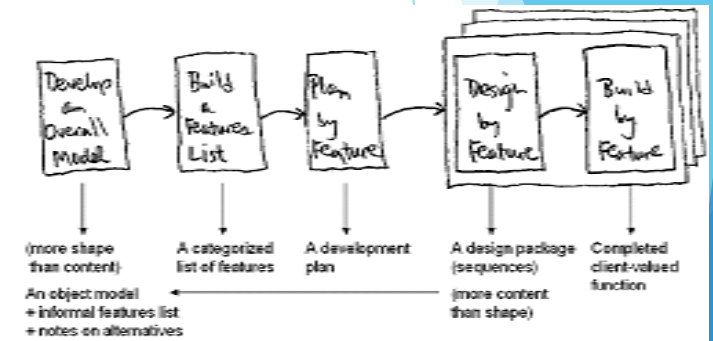 Develop
an
Overall
Model
Build
a
Features
List
Plan
by
Feature
Design
by
Feature
Build
by
Feature
(more shape
than content)
An object model
+ informal features list
+ notes on alternatives
A categorized
list of features
A development
plan
A design package
(sequences)
(more content
than shape)
Completed
client-valued
function